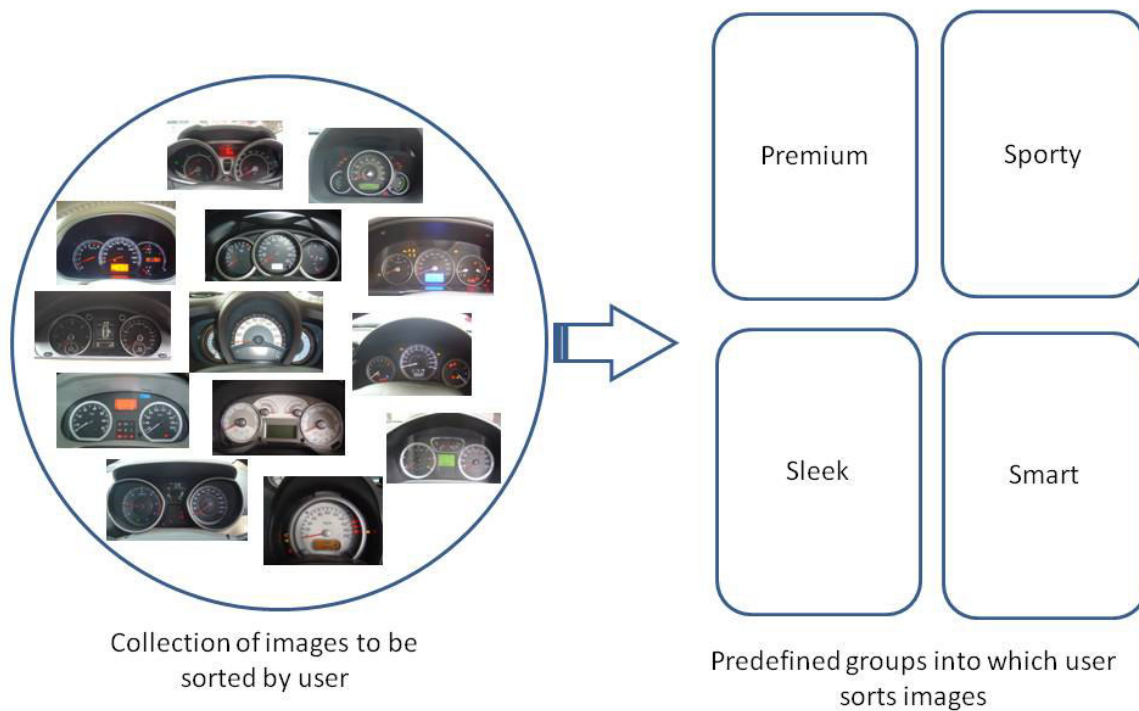 Premium
Sporty
Sleek
Smart
Collection of images to be
sorted by user
Predefined groups into which user
sorts images